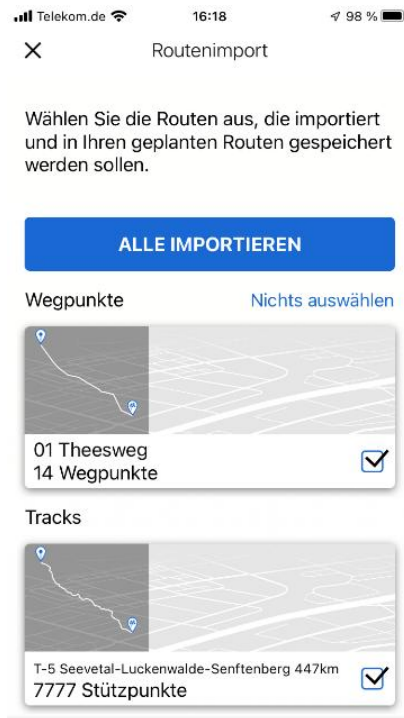 Telekom.de 16:18 98 %
Routenimport
Wählen Sie die Routen aus, die importiert
und in Ihren geplanten Routen gespeichert
werden sollen.
ALLE IMPORTIEREN
Wegpunkte Nichts auswählen
01 Theesweg
14 Wegpunkte
Tracks
T-5 Seevetal-Luckenwalde-Senftenberg 447km
7777 Stützpunkte